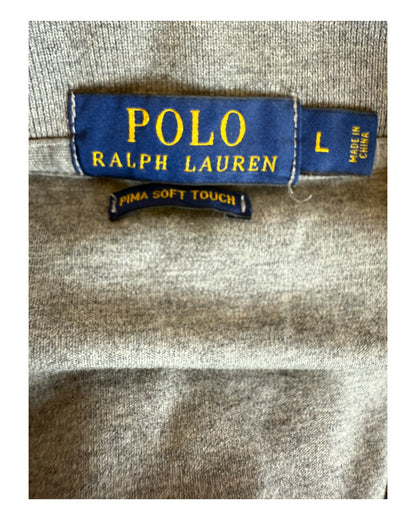 POLO
RALPH LAUREN
L
MADE IN
CHINA
PIMA SOFT TOUCH